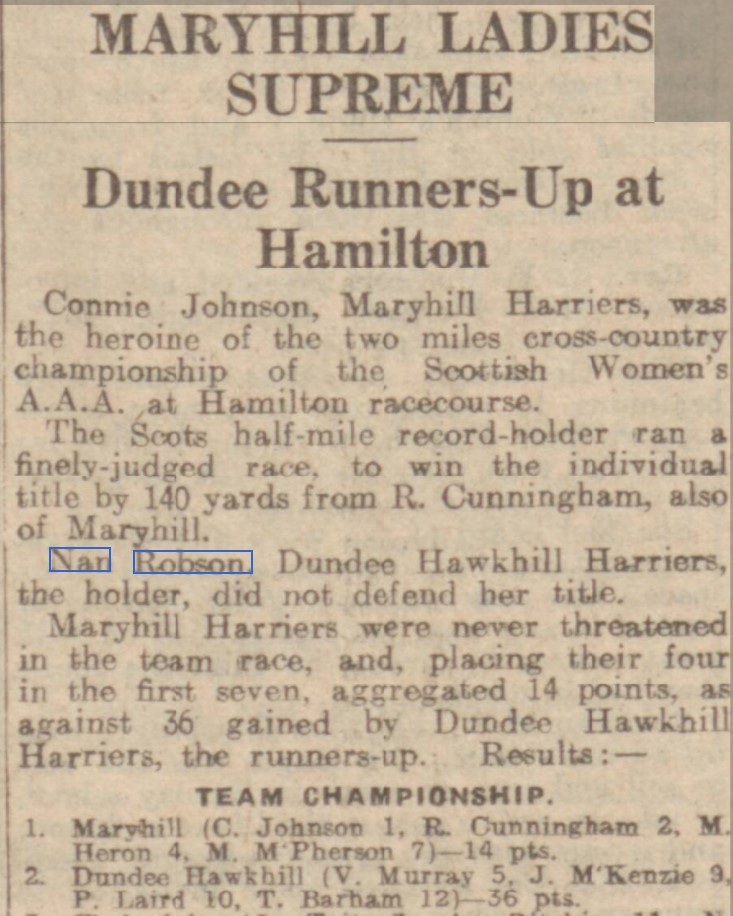 MARYHILL LADIES
SUPREME
Dundee Runners-Up at
Hamilton
Connie Johnson, Maryhill Harriers, was
the heroine of the two miles cross-country
championship of the Scottish Women's
A.A.A. at Hamilton racecourse.
The Scots half-mile record-holder ran a
finely-judged race, to win the individual
title by 140 yards from R. Cunningham, also
of Maryhill.
Nan Robson, Dundee Hawkhill Harriers,
the holder, did not defend her title.
Maryhill Harriers were never threatened
in the team race, and, placing their four
in the first seven, aggregated 14 points, as
against 36 gained by Dundee Hawkhill
Harriers, the runners-up. Results:—
TEAM CHAMPIONSHIP.
1. Maryhill (C. Johnson 1, R. Cunningham 2, M.
Heron 4, M. M'Pherson 7)—14 pts.
2. Dundee Hawkhill (V. Murray 5, J. M'Kenzie 9,
P. Laird 10, T. Barham 12)—36 pts.